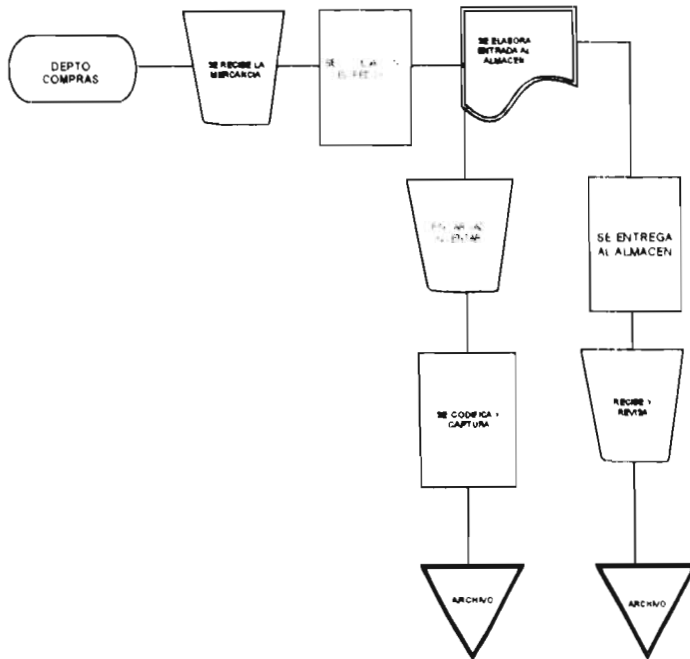 DEPTO
COMPRAS
SE RECIBE LA
MERCANCIA
SE
SE ELABORA
ENTRADA AL
ALMACEN
SE ENTREGA
AL ALMACEN
SE CODIFICA Y
CAPTURA
RECIBE Y
REVISA
ARCHIVO
ARCHIVO